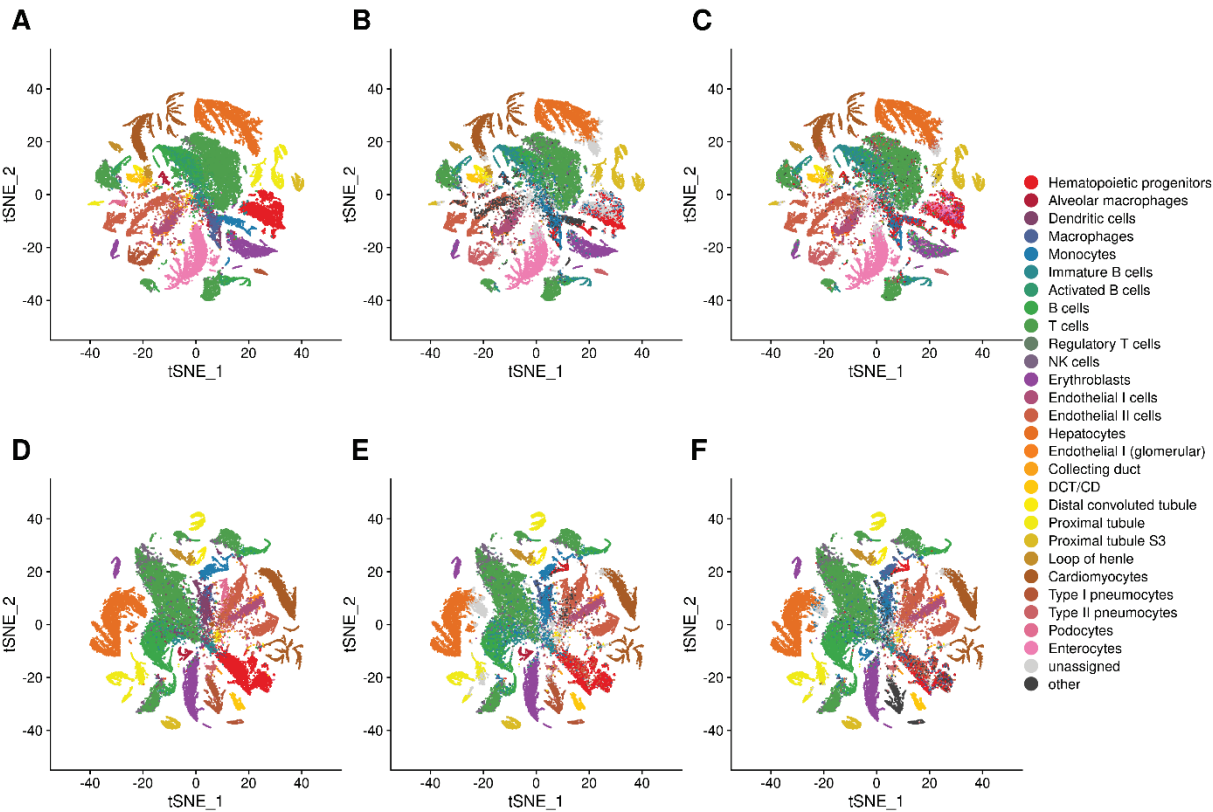 A
B
C
40
20
0
-20
-40
tSNE_2
-40
-20
0
20
40
tSNE_1
40
20
0
-20
-40
tSNE_2
-40
-20
0
20
40
tSNE_1
40
20
0
-20
-40
tSNE_2
-40
-20
0
20
40
tSNE_1
Hematopoietic progenitors
Alveolar macrophages
Dendritic cells
Macrophages
Monocytes
Immature B cells
Activated B cells
B cells
T cells
Regulatory T cells
NK cells
Erythroblasts
Endothelial I cells
Endothelial II cells
Hepatocytes
Endothelial I (glomerular)
Collecting duct
DCT/CD
Distal convoluted tubule
Proximal tubule
Proximal tubule S3
Loop of henle
Cardiomyocytes
Type I pneumocytes
Type II pneumocytes
Podocytes
Enterocytes
unassigned
other
D
E
F
40
20
0
-20
-40
tSNE_2
-40
-20
0
20
40
tSNE_1
40
20
0
-20
-40
tSNE_2
-40
-20
0
20
40
tSNE_1
40
20
0
-20
-40
tSNE_2
-40
-20
0
20
40
tSNE_1